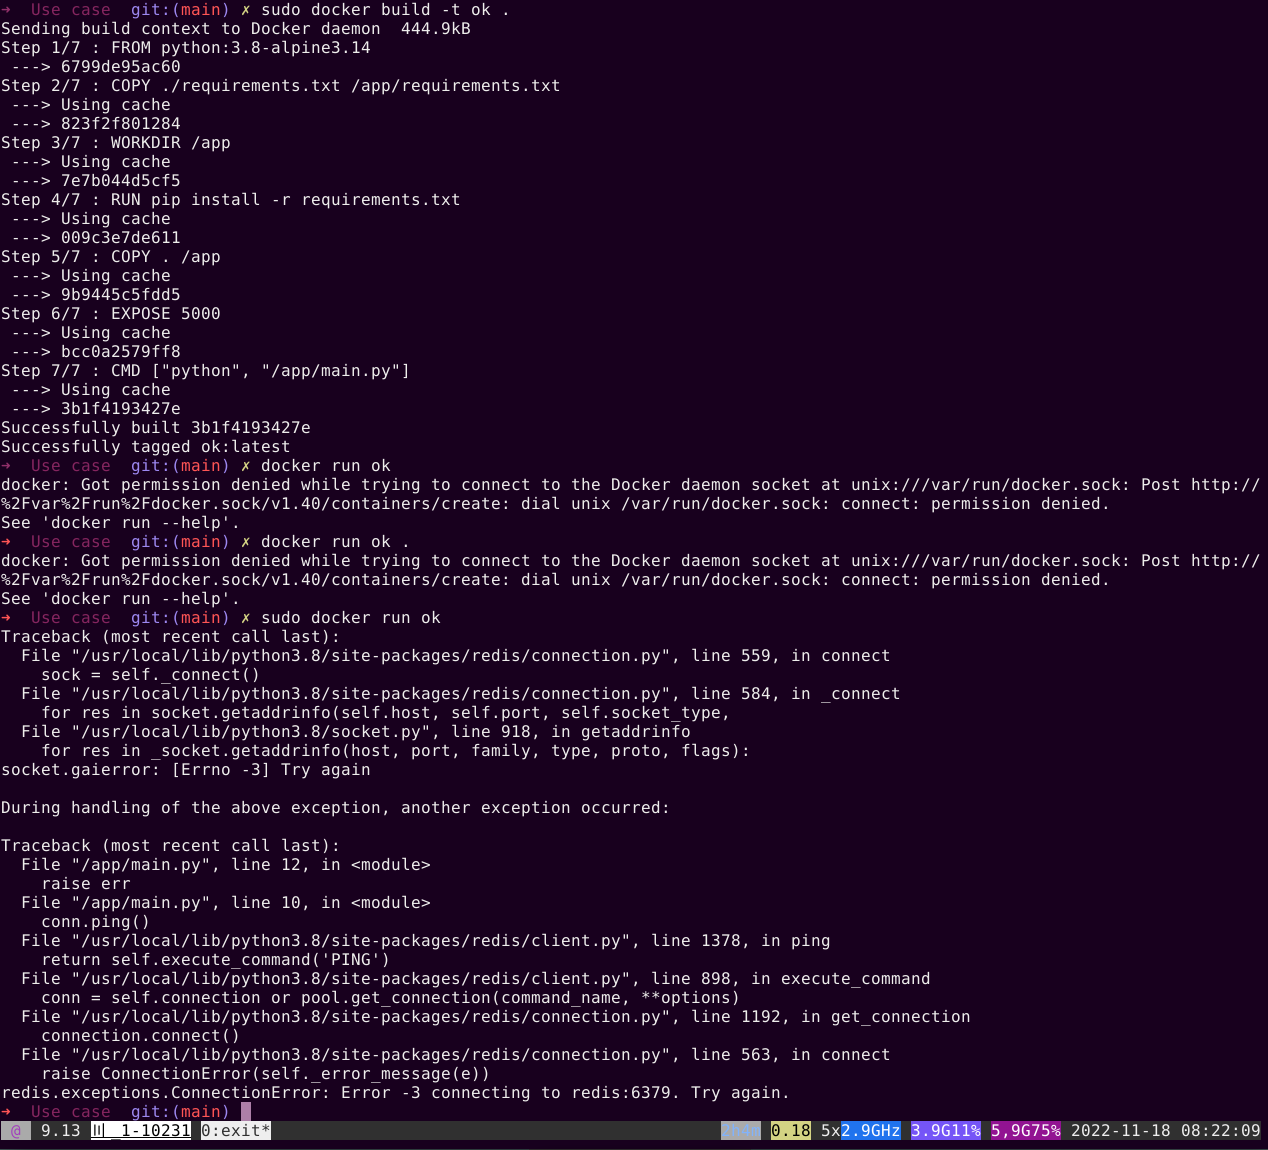 →  Use case  git:(main) ✗ sudo docker build -t ok .
Sending build context to Docker daemon  444.9kB
Step 1/7 : FROM python:3.8-alpine3.14
 ---> 6799de95ac60
Step 2/7 : COPY ./requirements.txt /app/requirements.txt
 ---> Using cache
 ---> 823f2f801284
Step 3/7 : WORKDIR /app
 ---> Using cache
 ---> 7e7b044d5cf5
Step 4/7 : RUN pip install -r requirements.txt
 ---> Using cache
 ---> 009c3e7de611
Step 5/7 : COPY . /app
 ---> Using cache
 ---> 9b9445c5fdd5
Step 6/7 : EXPOSE 5000
 ---> Using cache
 ---> bcc0a2579ff8
Step 7/7 : CMD ["python", "/app/main.py"]
 ---> Using cache
 ---> 3b1f4193427e
Successfully built 3b1f4193427e
Successfully tagged ok:latest
→  Use case  git:(main) ✗ docker run ok
docker: Got permission denied while trying to connect to the Docker daemon socket at unix:///var/run/docker.sock: Post http://
%2Fvar%2Frun%2Fdocker.sock/v1.40/containers/create: dial unix /var/run/docker.sock: connect: permission denied.
See 'docker run --help'.
→  Use case  git:(main) ✗ docker run ok .
docker: Got permission denied while trying to connect to the Docker daemon socket at unix:///var/run/docker.sock: Post http://
%2Fvar%2Frun%2Fdocker.sock/v1.40/containers/create: dial unix /var/run/docker.sock: connect: permission denied.
See 'docker run --help'.
→  Use case  git:(main) ✗ sudo docker run ok
Traceback (most recent call last):
  File "/usr/local/lib/python3.8/site-packages/redis/connection.py", line 559, in connect
    sock = self._connect()
  File "/usr/local/lib/python3.8/site-packages/redis/connection.py", line 584, in _connect
    for res in socket.getaddrinfo(self.host, self.port, self.socket_type,
  File "/usr/local/lib/python3.8/socket.py", line 918, in getaddrinfo
    for res in _socket.getaddrinfo(host, port, family, type, proto, flags):
socket.gaierror: [Errno -3] Try again

During handling of the above exception, another exception occurred:

Traceback (most recent call last):
  File "/app/main.py", line 12, in <module>
    raise err
  File "/app/main.py", line 10, in <module>
    conn.ping()
  File "/usr/local/lib/python3.8/site-packages/redis/client.py", line 1378, in ping
    return self.execute_command('PING')
  File "/usr/local/lib/python3.8/site-packages/redis/client.py", line 898, in execute_command
    conn = self.connection or pool.get_connection(command_name, **options)
  File "/usr/local/lib/python3.8/site-packages/redis/connection.py", line 1192, in get_connection
    connection.connect()
  File "/usr/local/lib/python3.8/site-packages/redis/connection.py", line 563, in connect
    raise ConnectionError(self._error_message(e))
redis.exceptions.ConnectionError: Error -3 connecting to redis:6379. Try again.
→  Use case  git:(main)
@ 9.13 _1-10231 0:exit* 0.18 5x2.9GHz 3.9G11% 5,9G75% 2022-11-18 08:22:09